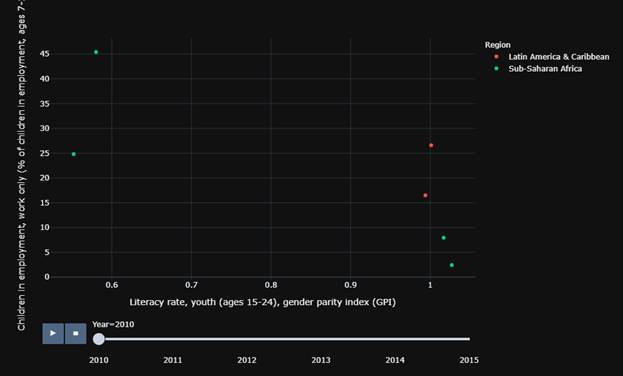 Children in employment, work only (% of children in employment, ages 7-
45
40
35
30
25
20
15
10
5
0
0.6 0.7 0.8 0.9 1
Literacy rate, youth (ages 15-24), gender parity index (GPI)
Region
Latin America & Caribbean
Sub-Saharan Africa
Year=2010
2010 2011 2012 2013 2014 2015